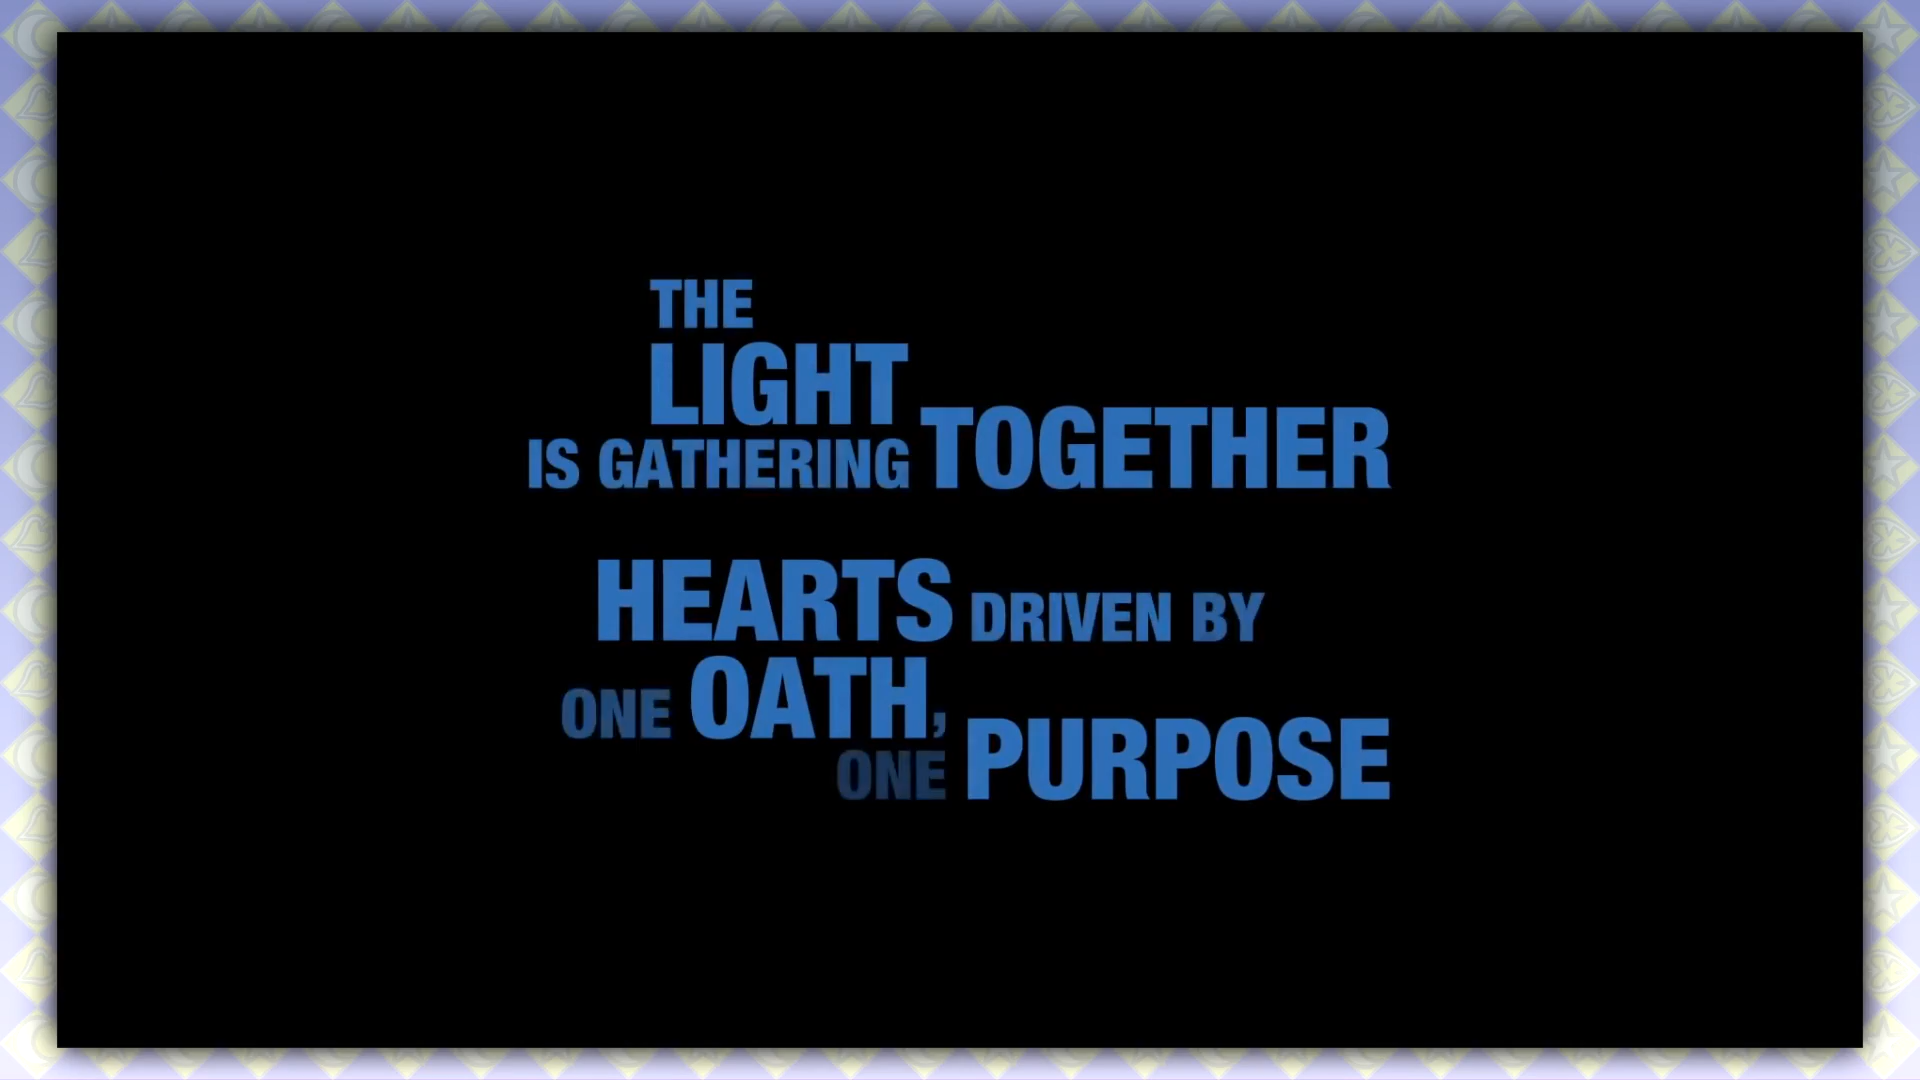 THE
LIGHT
IS GATHERING TOGETHER
HEARTS DRIVEN BY
ONE OATH,
ONE PURPOSE